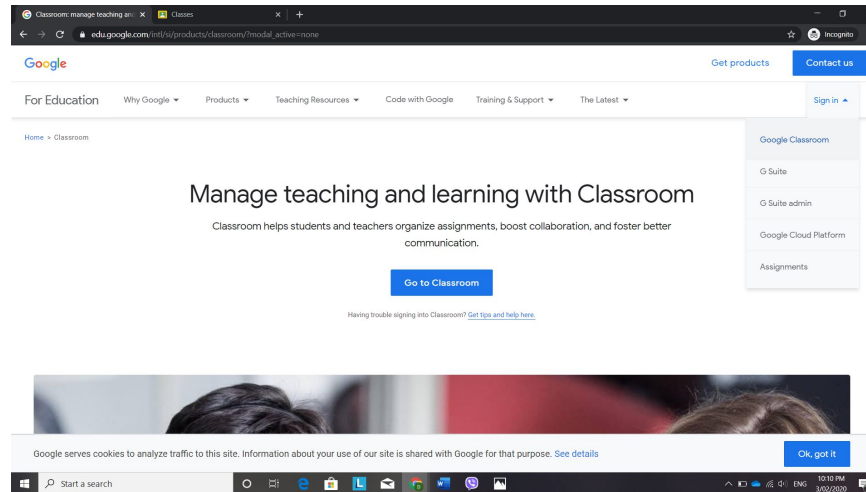 Classroom: manage teaching and
Classes
edu.google.com/intl/si/products/classroom/?modal_active=none
Incognito
Google
Get products
Contact us
For Education
Why Google
Products
Teaching Resources
Code with Google
Training & Support
The Latest
Sign in
Home > Classroom
Google Classroom
G Suite
G Suite admin
Google Cloud Platform
Assignments
Manage teaching and learning with Classroom
Classroom helps students and teachers organize assignments, boost collaboration, and foster better
communication.
Go to Classroom
Having trouble signing into Classroom? Get tips and help here.
Google serves cookies to analyze traffic to this site. Information about your use of our site is shared with Google for that purpose. See details
Ok, got it
Start a search
ENG
10:10 PM
3/02/2020